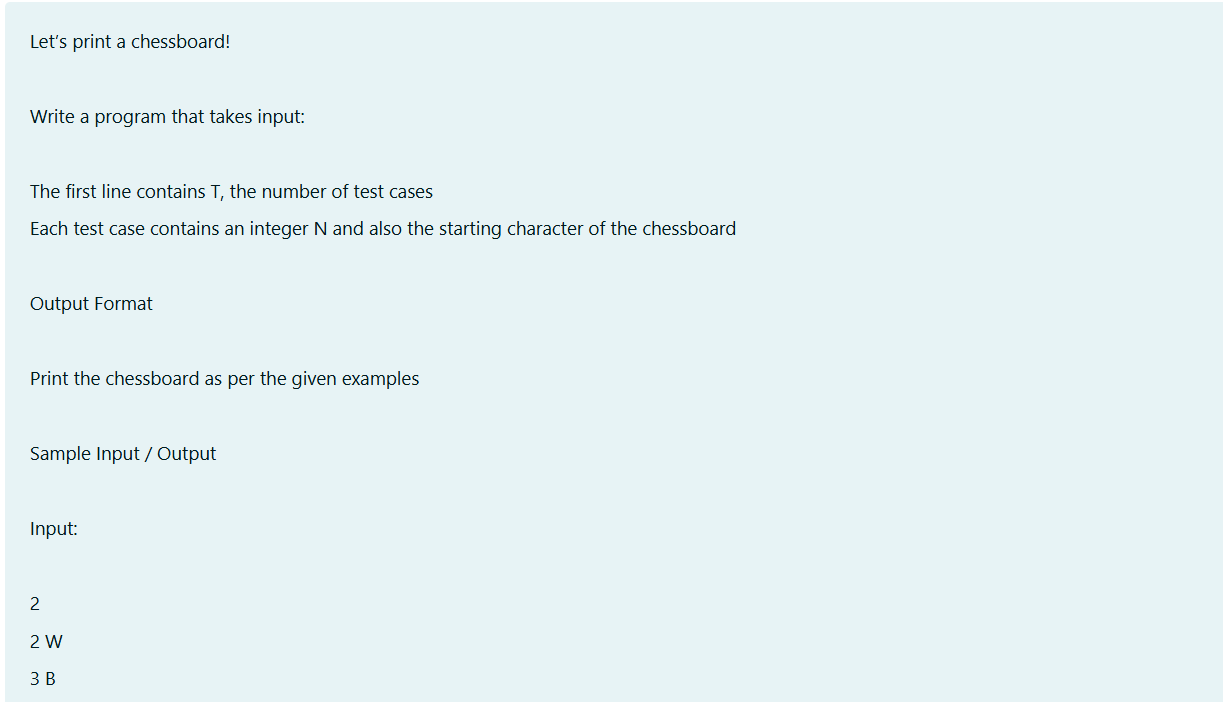 Let's print a chessboard!
Write a program that takes input:
The first line contains T, the number of test cases
Each test case contains an integer N and also the starting character of the chessboard
Output Format
Print the chessboard as per the given examples
Sample Input / Output
Input:
2
2 W
3 B